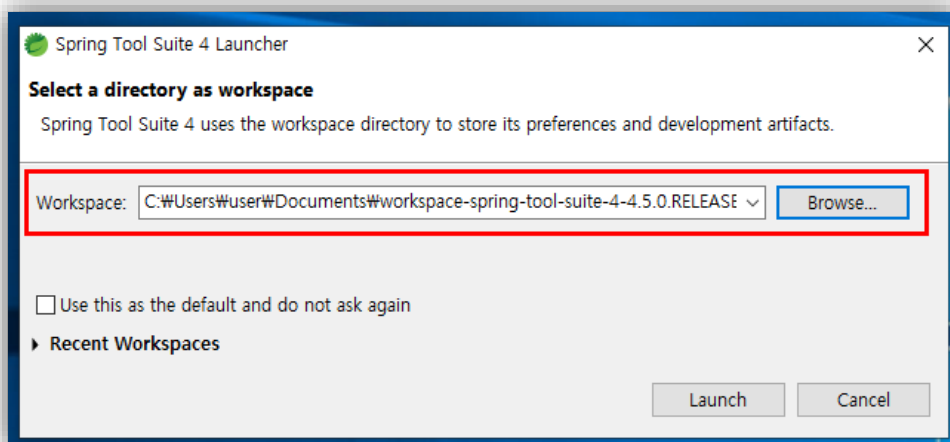 Spring Tool Suite 4 Launcher
Select a directory as workspace
Spring Tool Suite 4 uses the workspace directory to store its preferences and development artifacts.
Workspace: C:₩Users₩user₩Documents₩workspace-spring-tool-suite-4-4.5.0.RELEASE Browse...
Use this as the default and do not ask again
Recent Workspaces
Launch Cancel